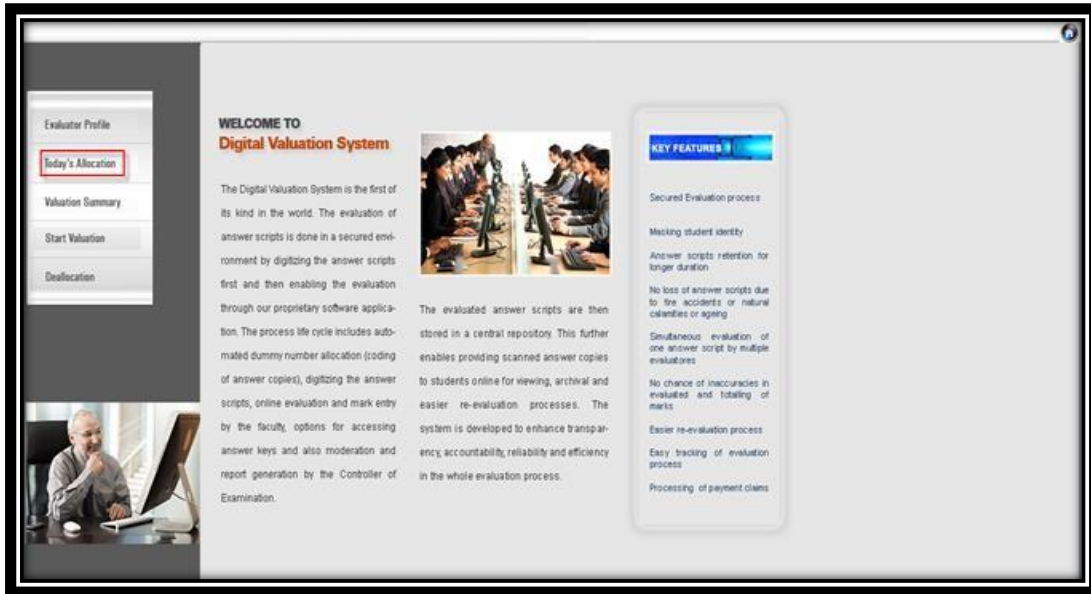 Evaluator Profile
Today's Allocation
Valuation Summary
Start Valuation
Deallocation
WELCOME TO
Digital Valuation System
The Digital Valuation System is the first of
its kind in the world. The evaluation of
answer scripts is done in a secured envi-
ronment by digitizing the answer scripts
first and then enabling the evaluation
through our proprietary software applica-
tion. The process life cycle includes auto-
mated dummy number allocation (coding
of answer copies), digitizing the answer
scripts, online evaluation and mark entry
by the faculty, options for accessing
answer keys and also moderation and
report generation by the Controller of
Examination.
The evaluated answer scripts are then
stored in a central repository. This further
enables providing scanned answer copies
to students online for viewing, archival and
easier re-evaluation processes. The
system is developed to enhance transpar-
ency, accountability, reliability and efficiency
in the whole evaluation process.
KEY FEATURES
Secured Evaluation process
Macking student identity
Answer scripts retention for
longer duration
No loss of answer scripts due
to fire accidents or natural
calamities or ageing
Simultaneous evaluation of
one answer script by multiple
evaluatores
No chance of inaccuracies in
evaluated and totalling of
marks
Easier re-evaluation process
Easy tracking of evaluation
process
Processing of payment claims